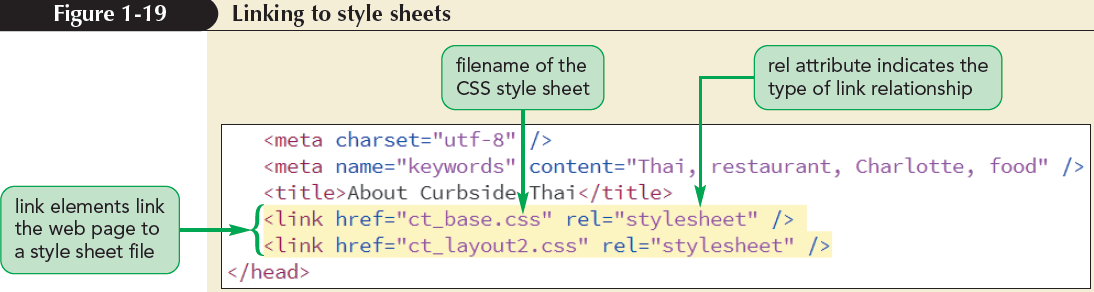 Figure 1-19
Linking to style sheets
filename of the
CSS style sheet
rel attribute indicates the
type of link relationship
<meta charset="utf-8" />
<meta name="keywords" content="Thai, restaurant, Charlotte, food" />
<title>About Curbside Thai</title>
link elements link
the web page to
a style sheet file
<link href="ct_base.css" rel="stylesheet" />
<link href="ct_layout2.css" rel="stylesheet" />
</head>